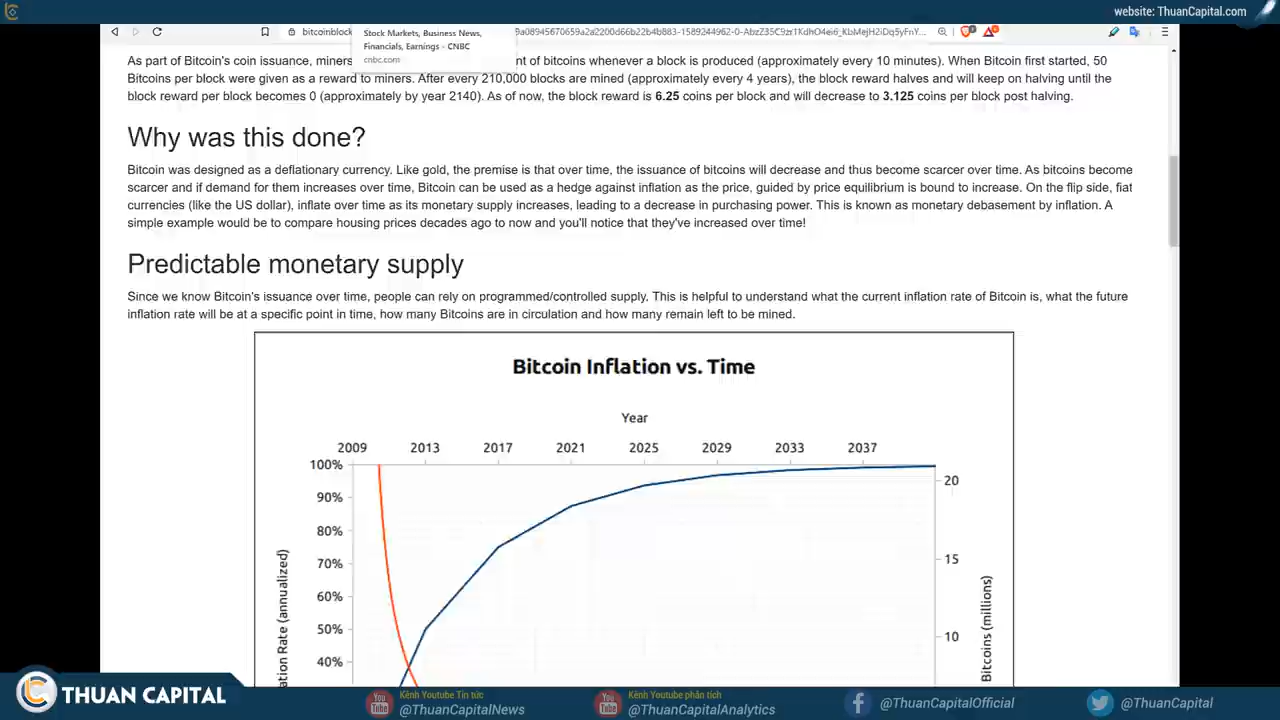 website: ThuanCapital.com
bitcoinblock
Stock Markets, Business News,
Financials, Earnings - CNBC
cnbc.com
As part of Bitcoin's coin issuance, miners
nt of bitcoins whenever a block is produced (approximately every 10 minutes). When Bitcoin first started, 50
Bitcoins per block were given as a reward to miners. After every 210,000 blocks are mined (approximately every 4 years), the block reward halves and will keep on halving until the
block reward per block becomes 0 (approximately by year 2140). As of now, the block reward is 6.25 coins per block and will decrease to 3.125 coins per block post halving.
Why was this done?
Bitcoin was designed as a deflationary currency. Like gold, the premise is that over time, the issuance of bitcoins will decrease and thus become scarcer over time. As bitcoins become
scarcer and if demand for them increases over time, Bitcoin can be used as a hedge against inflation as the price, guided by price equilibrium is bound to increase. On the flip side, fiat
currencies (like the US dollar), inflate over time as its monetary supply increases, leading to a decrease in purchasing power. This is known as monetary debasement by inflation. A
simple example would be to compare housing prices decades ago to now and you'll notice that they've increased over time!
Predictable monetary supply
Since we know Bitcoin's issuance over time, people can rely on programmed/controlled supply. This is helpful to understand what the current inflation rate of Bitcoin is, what the future
inflation rate will be at a specific point in time, how many Bitcoins are in circulation and how many remain left to be mined.
Bitcoin Inflation vs. Time
Year
2009 2013 2017 2021 2025 2029 2033 2037
100%
90%
80%
70%
60%
50%
40%
ation Rate (annualized)
20
15
10
Bitcoins (millions)
THUAN CAPITAL
Kênh Youtube Tin tức
@ThuanCapitalNews
Kênh Youtube phân tích
@ThuanCapitalAnalytics
@ThuanCapitalOfficial
@ThuanCapital